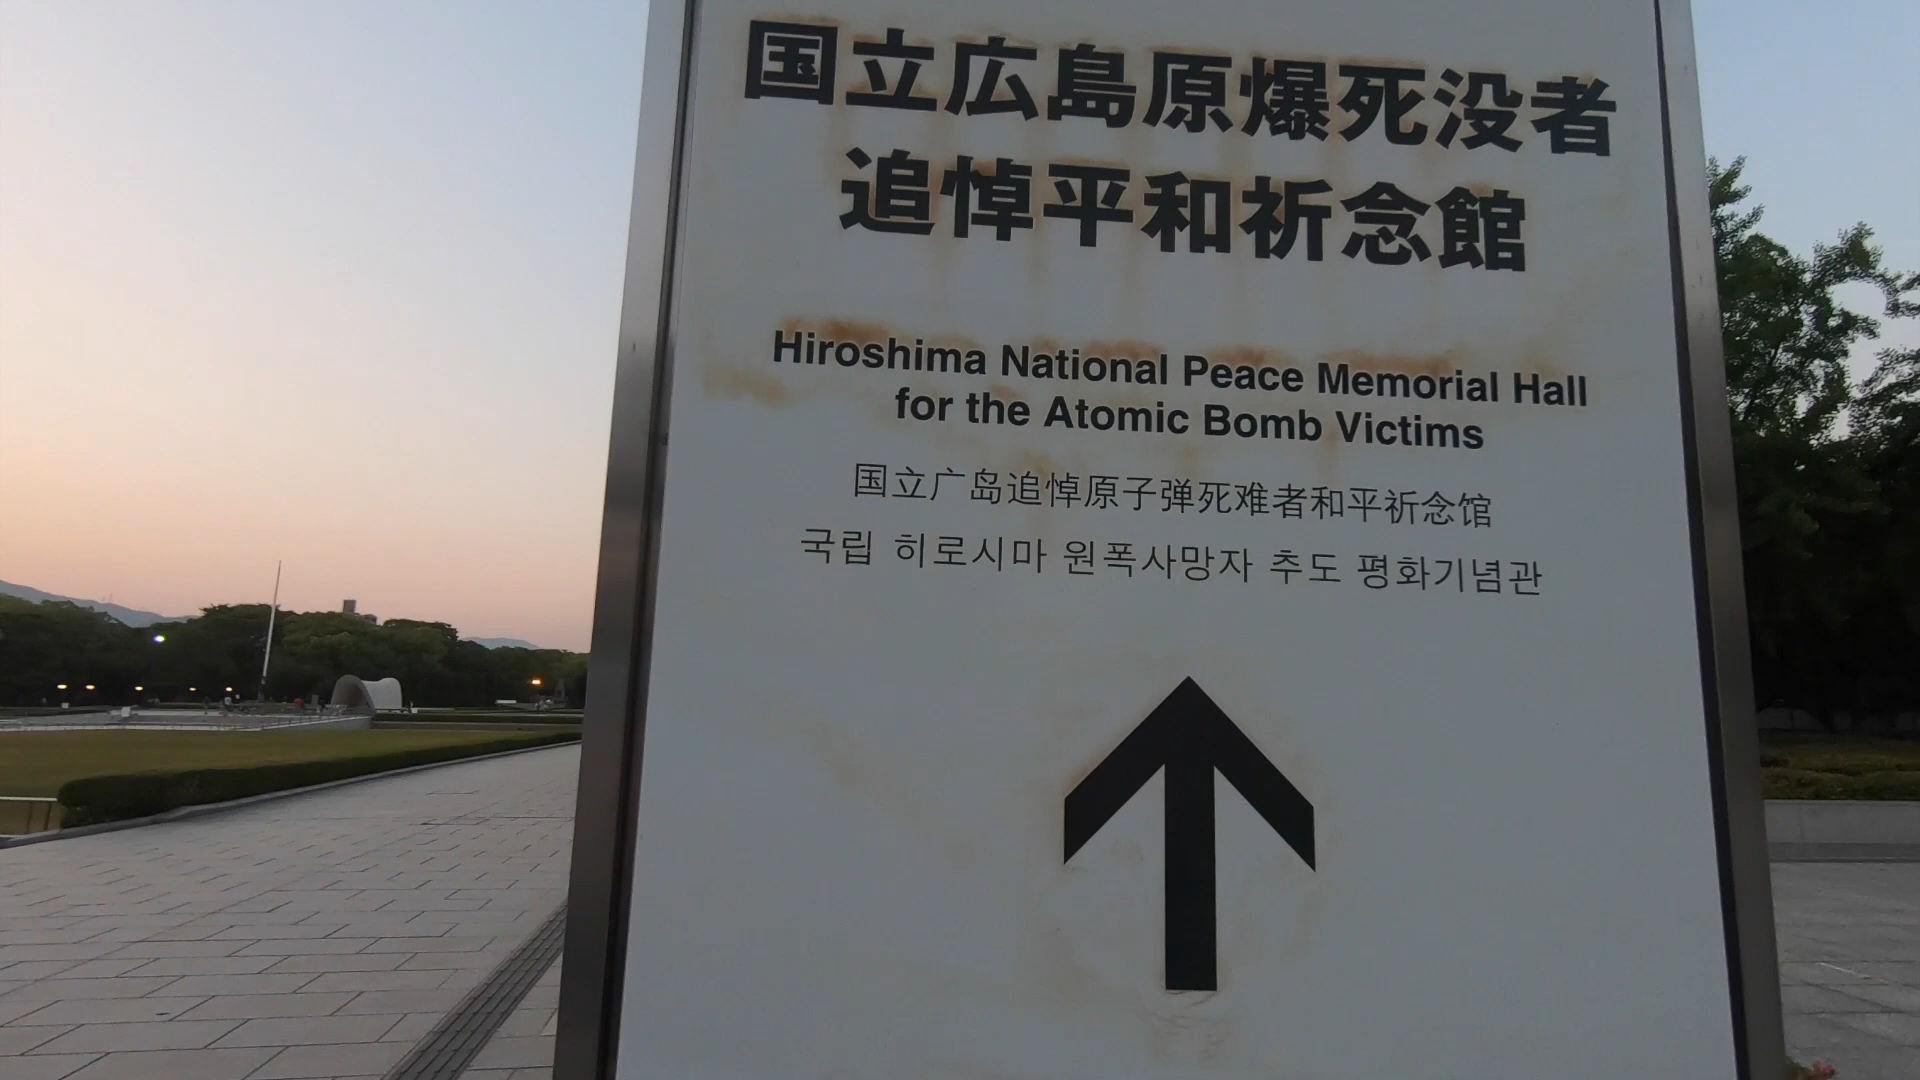 国立広島原爆死没者
追悼平和祈念館
Hiroshima National Peace Memorial Hall
for the Atomic Bomb Victims
国立广岛追悼原子弹死难者和平祈念馆
국립 히로시마 원폭사망자 추도 평화기념관